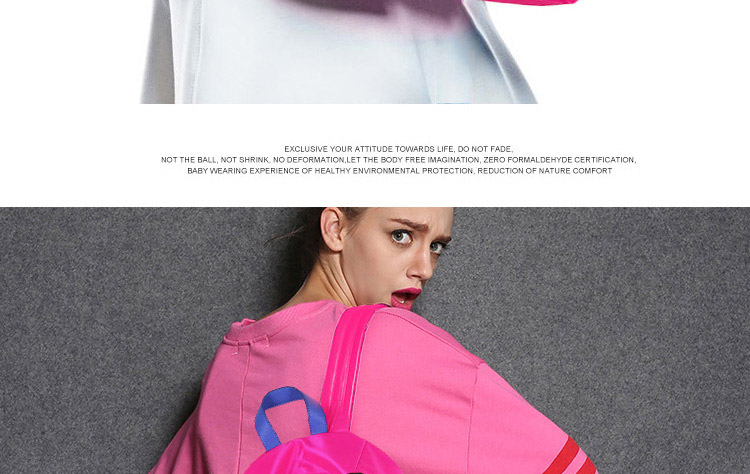 EXCLUSIVE YOUR ATTITUDE TOWARDS LIFE, DO NOT FADE,
NOT THE BALL, NOT SHRINK, NO DEFORMATION,LET THE BODY FREE IMAGINATION, ZERO FORMALDEHYDE CERTIFICATION,
BABY WEARING EXPERIENCE OF HEALTHY ENVIRONMENTAL PROTECTION, REDUCTION OF NATURE COMFORT